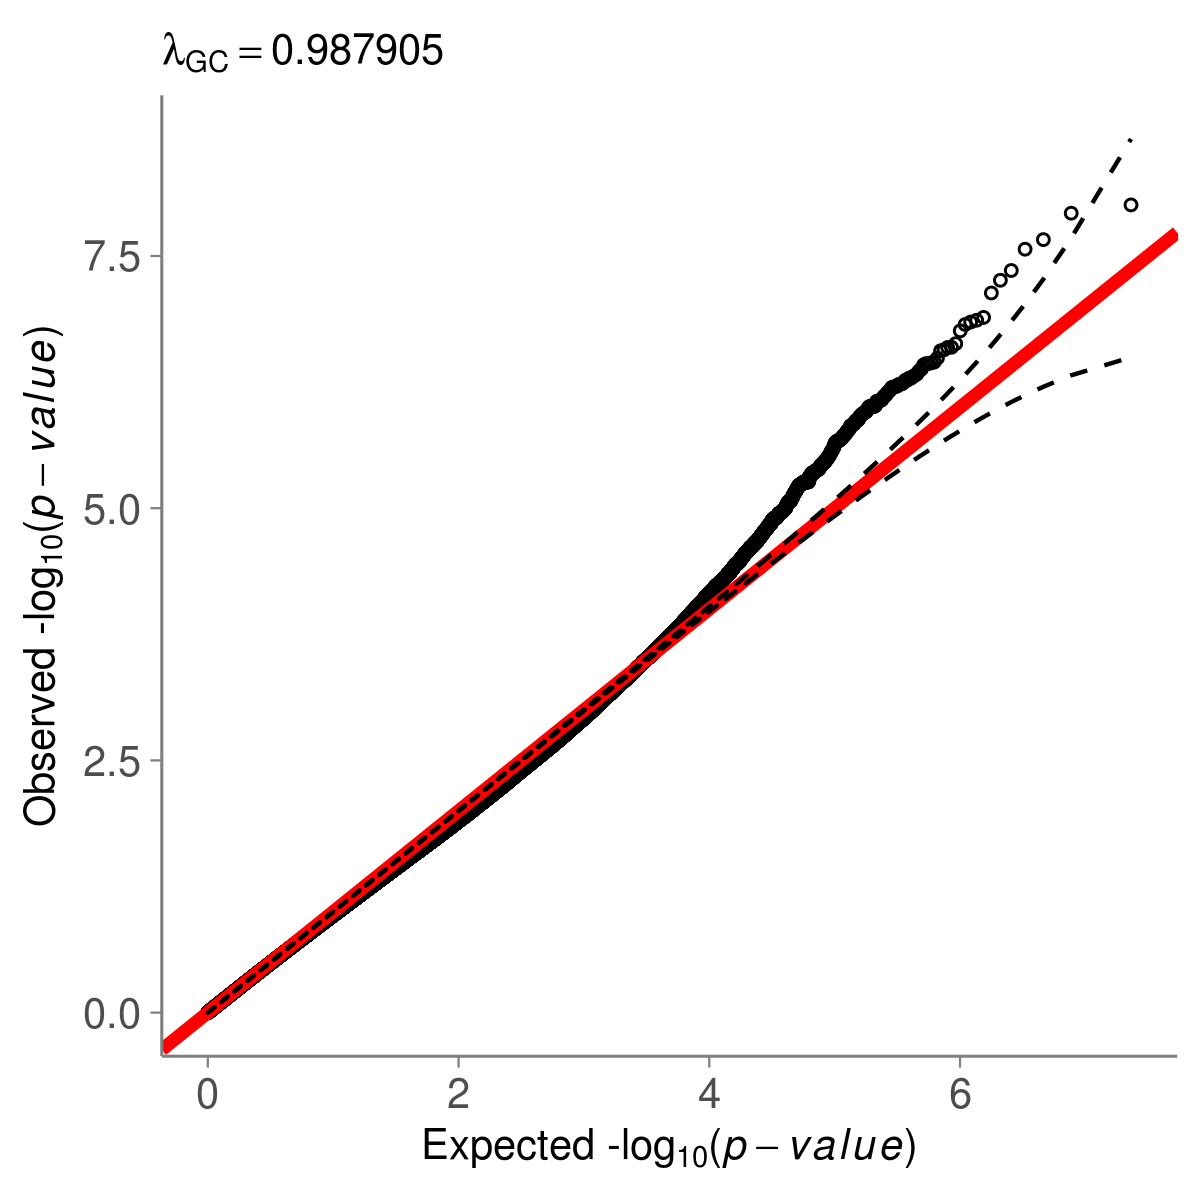 λGC = 0.987905
Observed -log10(p − value)
7.5
5.0
2.5
0.0
0 2 4 6
Expected -log10(p − value)